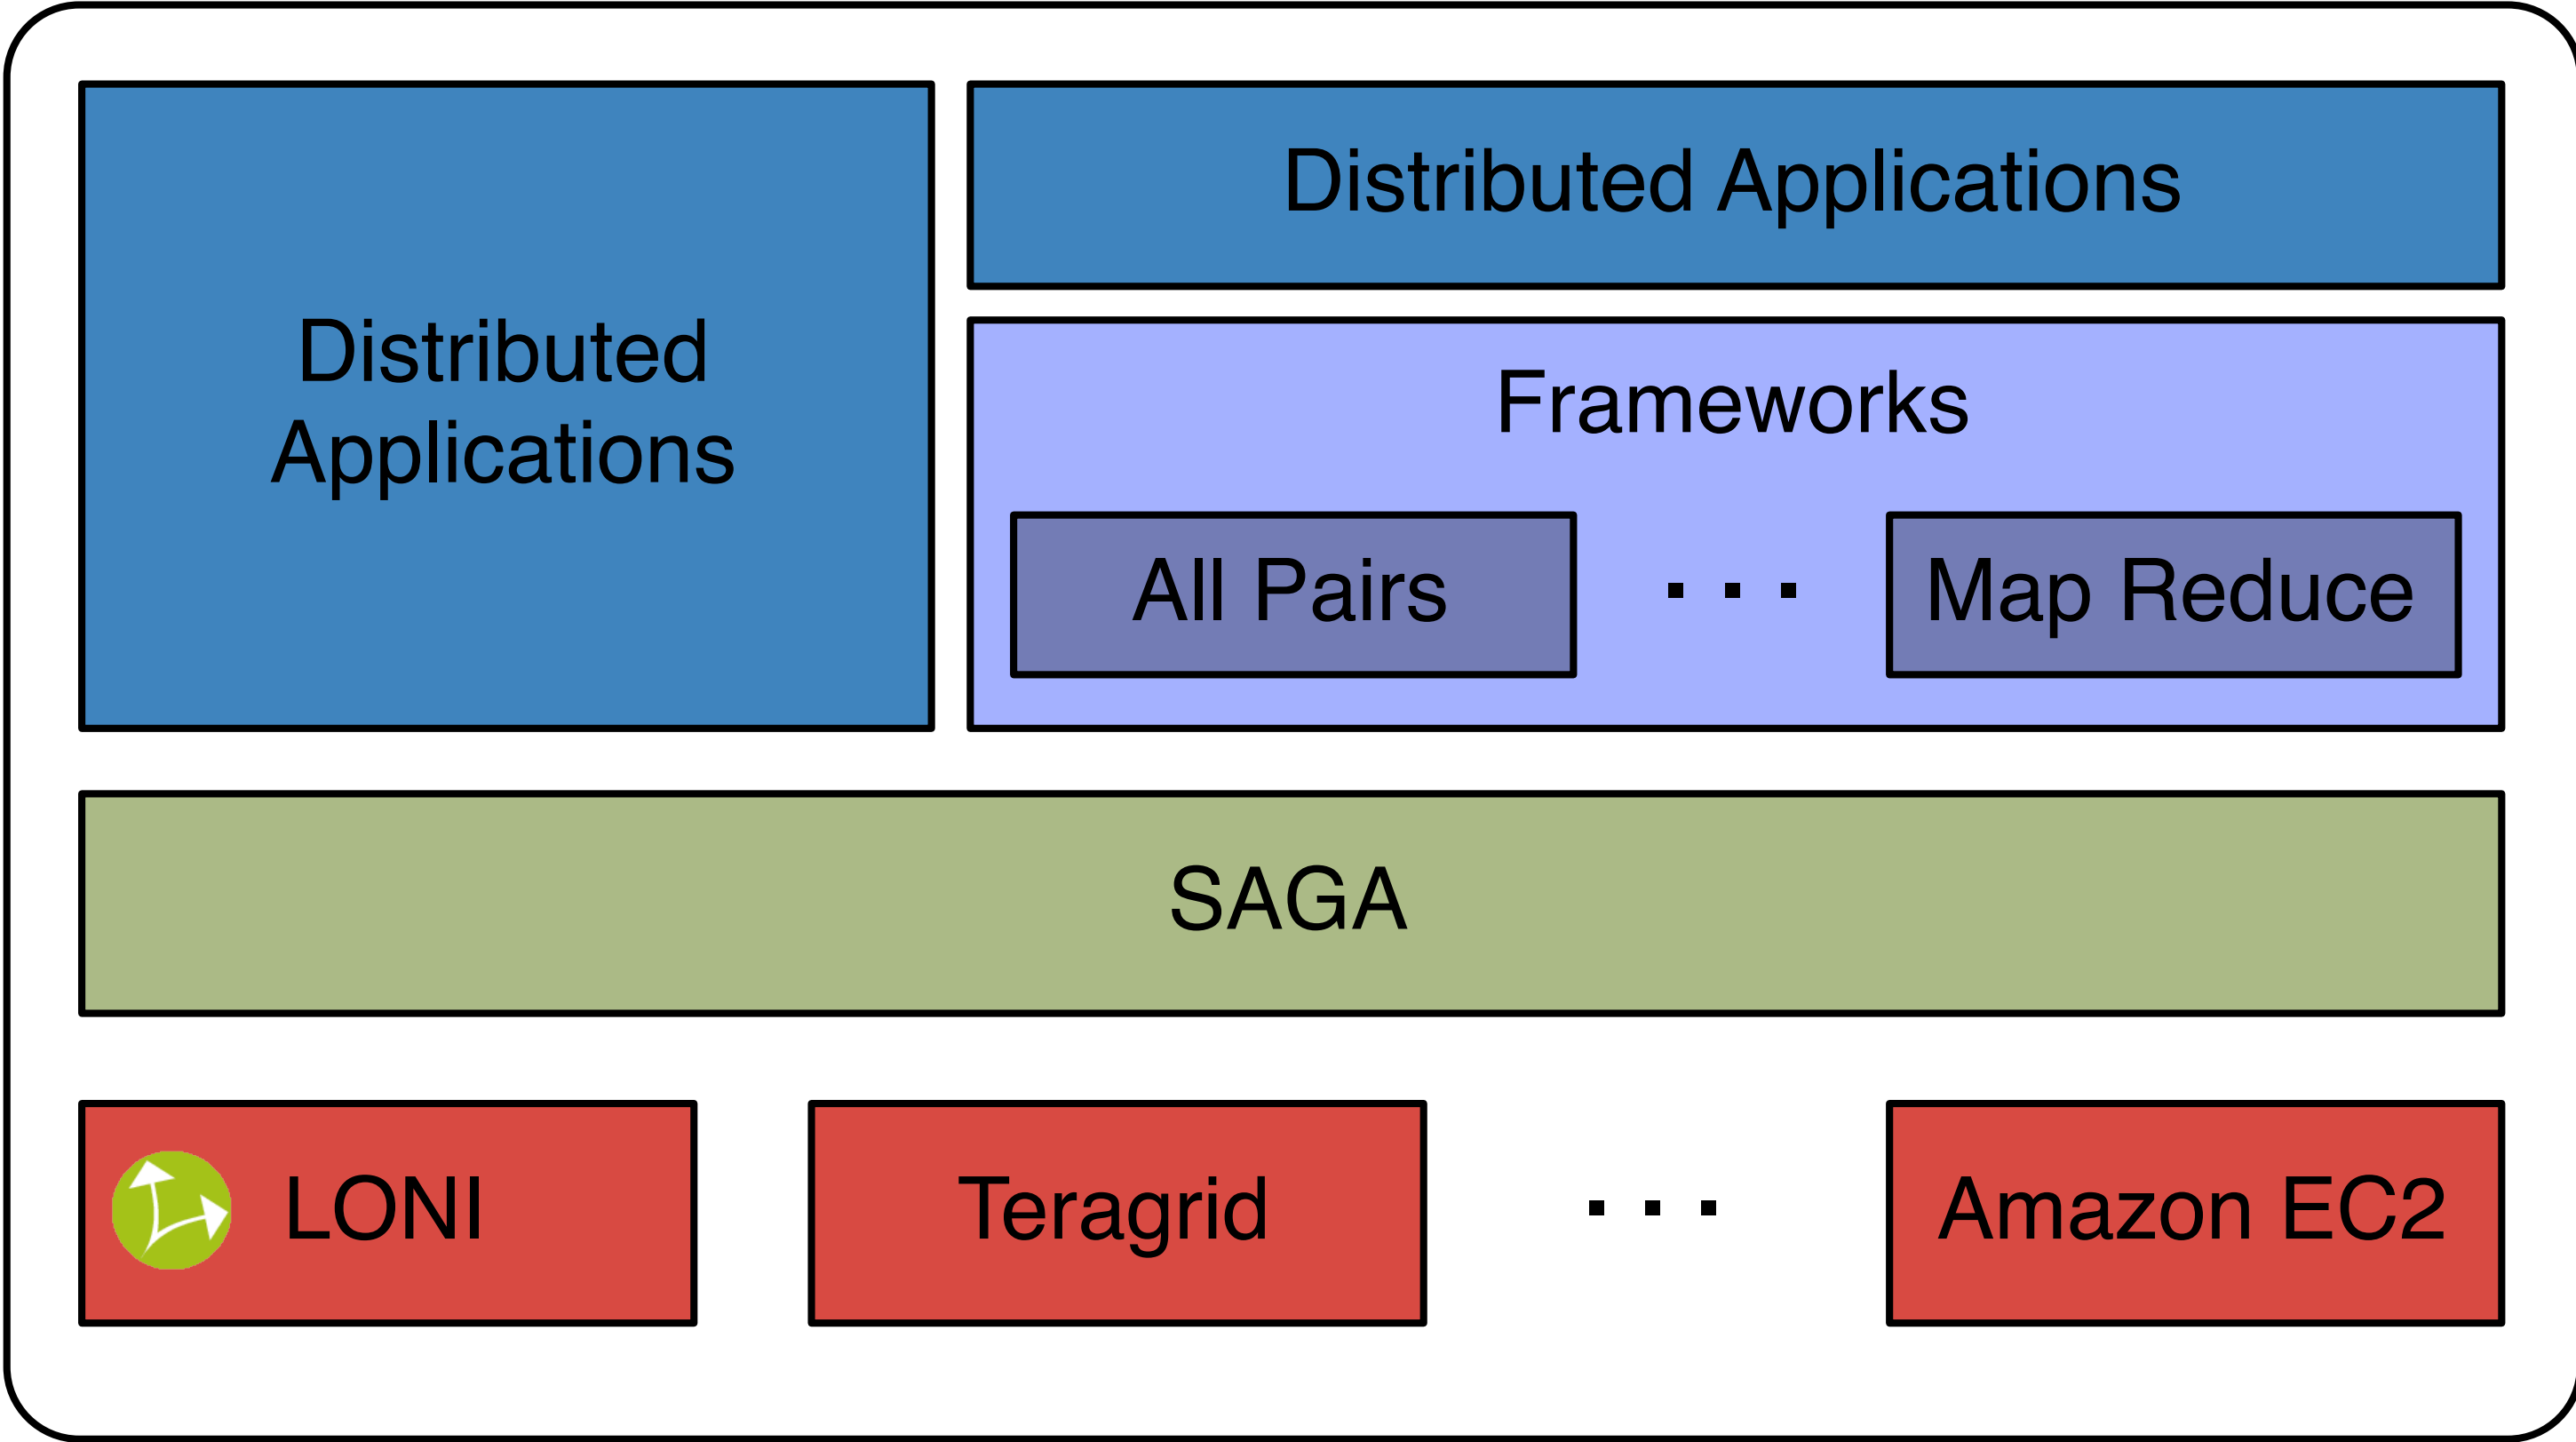 Distributed
Applications
Distributed Applications
Frameworks
All Pairs
. . .
Map Reduce
SAGA
LONI
Teragrid
. . .
Amazon EC2